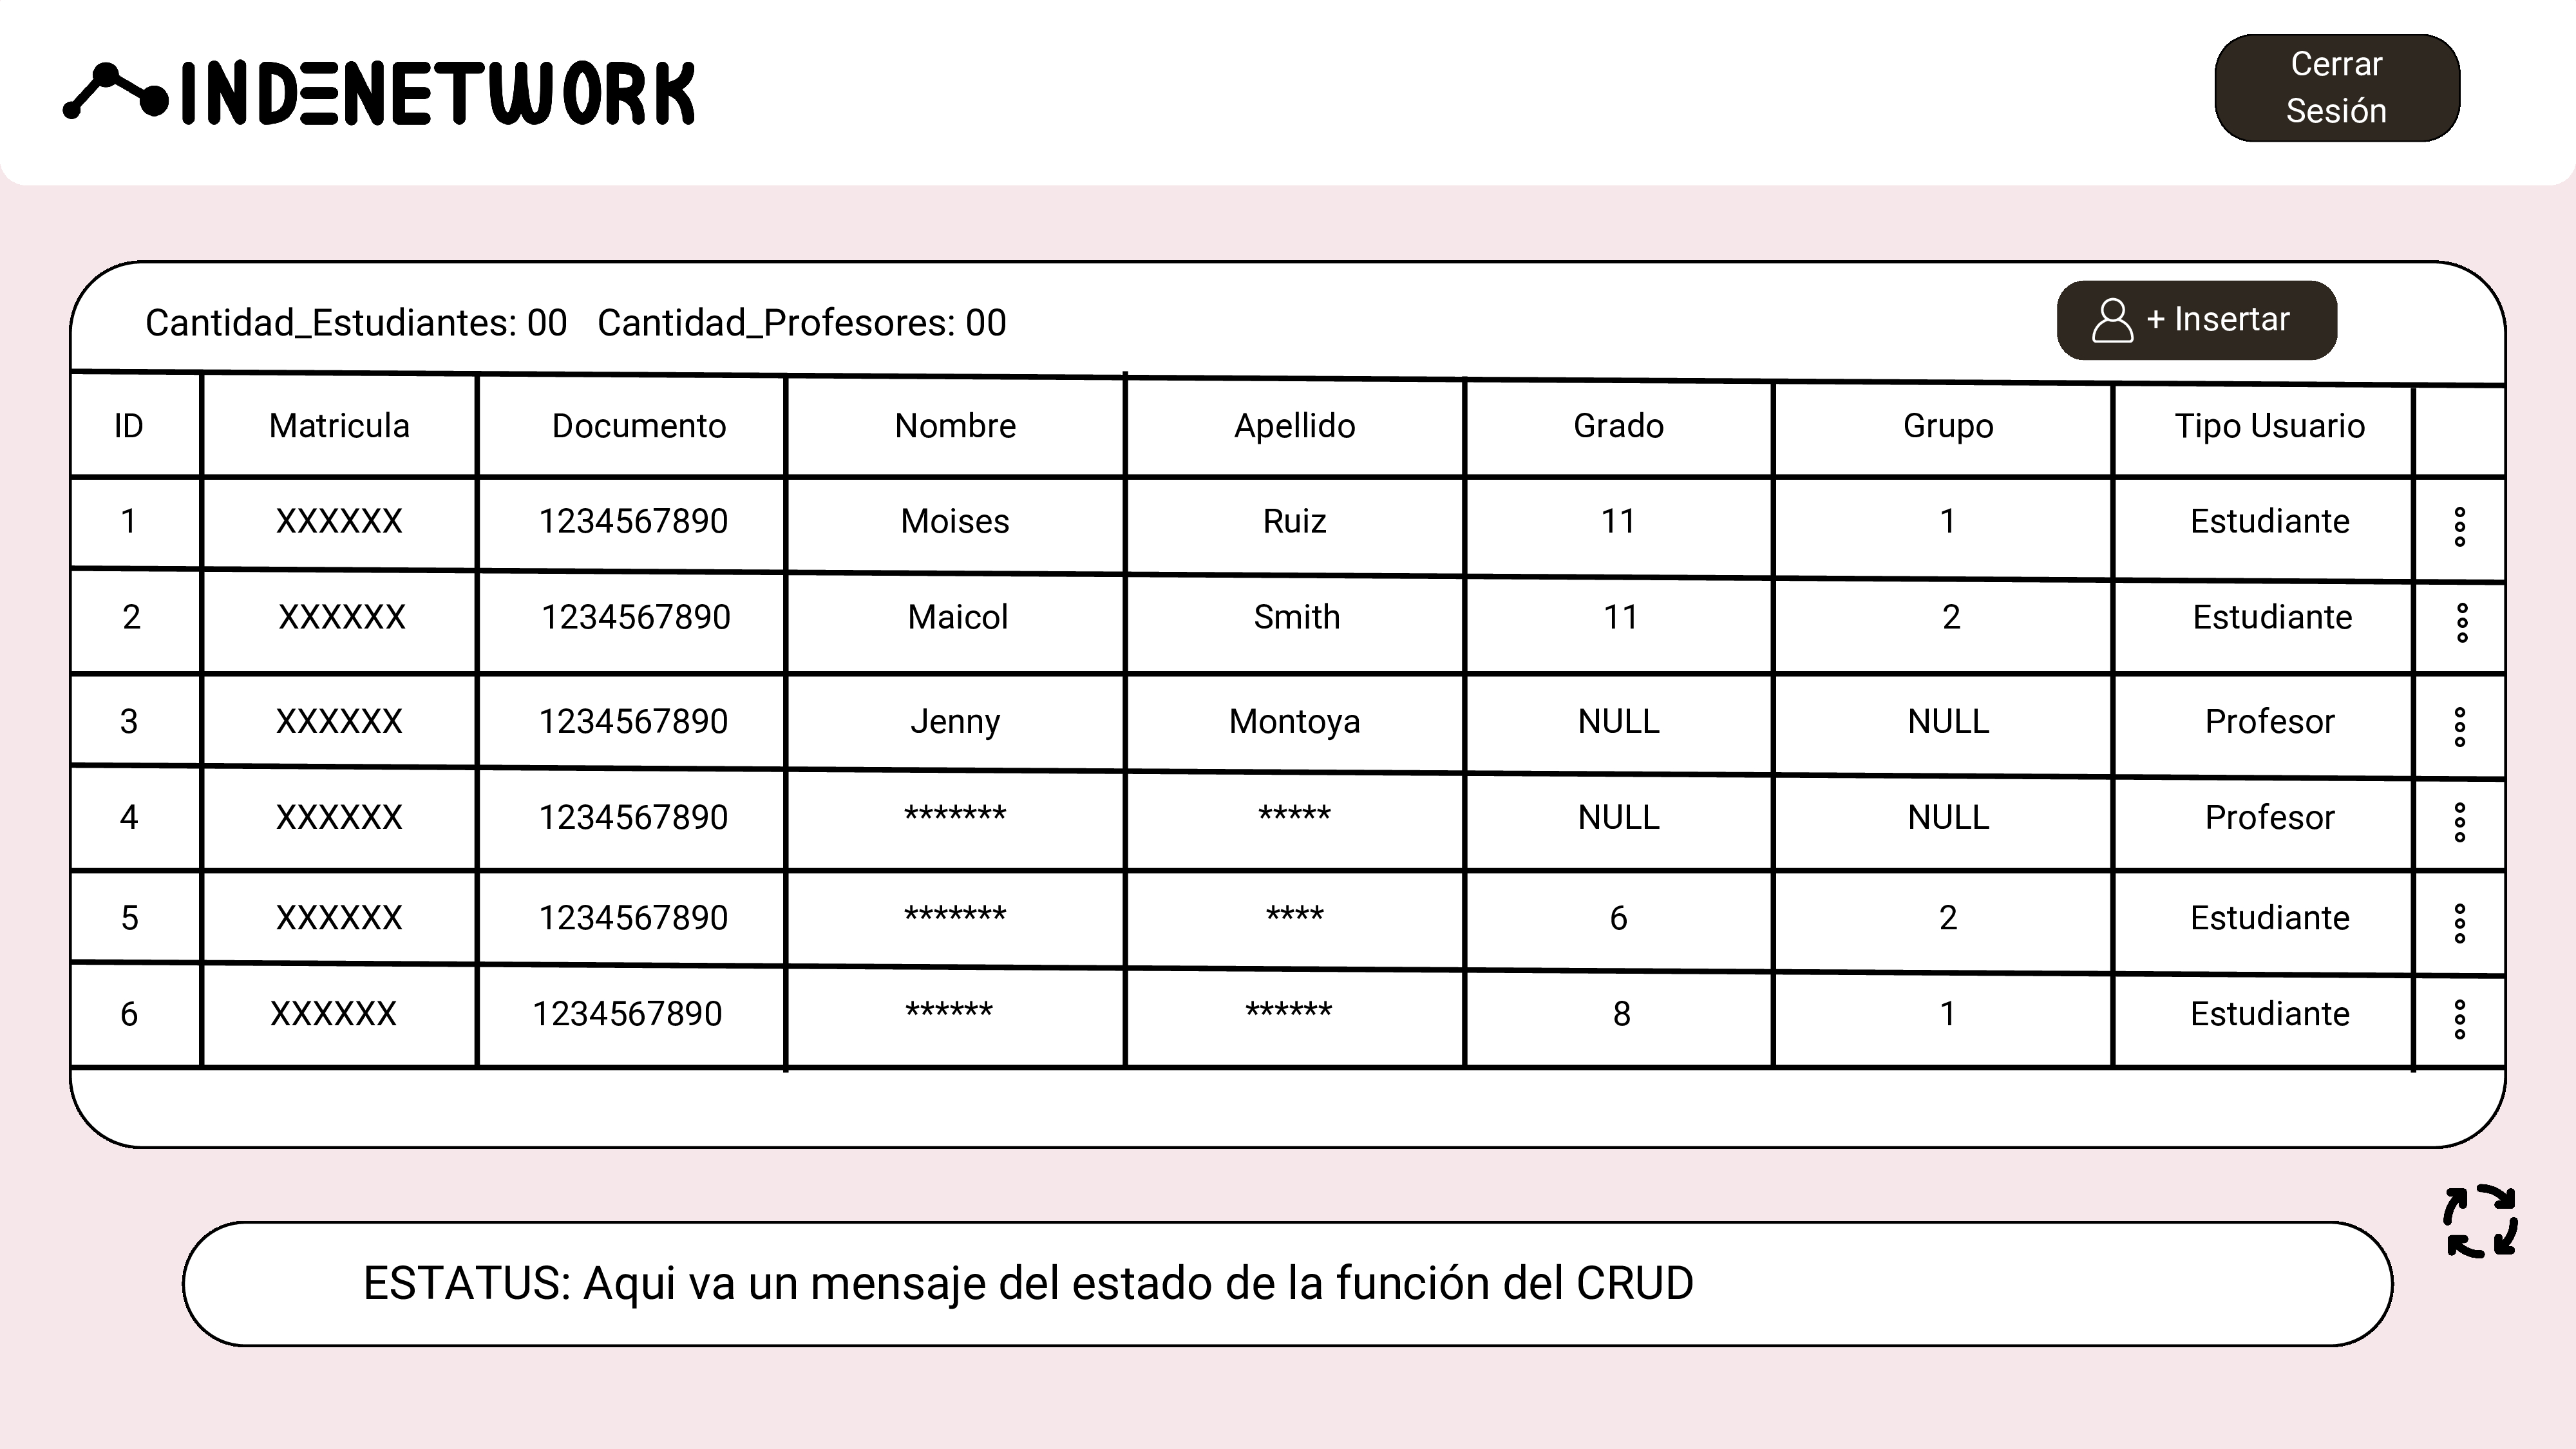 INDENETWORK
Cerrar
Sesión
Cantidad_Estudiantes: 00 Cantidad_Profesores: 00
+ Insertar
ID Matricula Documento Nombre Apellido Grado Grupo Tipo Usuario
1 XXXXXX 1234567890 Moises Ruiz 11 1 Estudiante
2 XXXXXX 1234567890 Maicol Smith 11 2 Estudiante
3 XXXXXX 1234567890 Jenny Montoya NULL NULL Profesor
4 XXXXXX 1234567890 ******* ***** NULL NULL Profesor
5 XXXXXX 1234567890 ******* **** 6 2 Estudiante
6 XXXXXX 1234567890 ****** ****** 8 1 Estudiante
ESTATUS: Aqui va un mensaje del estado de la función del CRUD